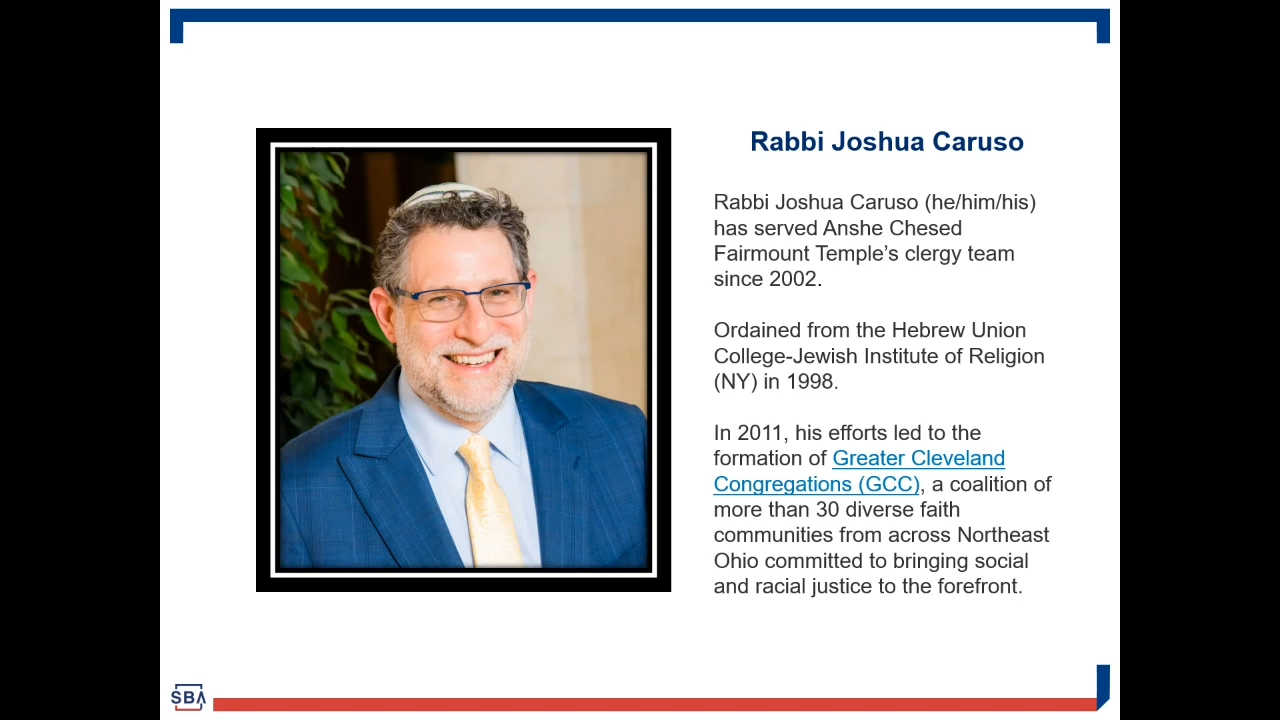 Rabbi Joshua Caruso
Rabbi Joshua Caruso (he/him/his)
has served Anshe Chesed
Fairmount Temple’s clergy team
since 2002.
Ordained from the Hebrew Union
College-Jewish Institute of Religion
(NY) in 1998.
In 2011, his efforts led to the
formation of Greater Cleveland
Congregations (GCC), a coalition of
more than 30 diverse faith
communities from across Northeast
Ohio committed to bringing social
and racial justice to the forefront.
SBA